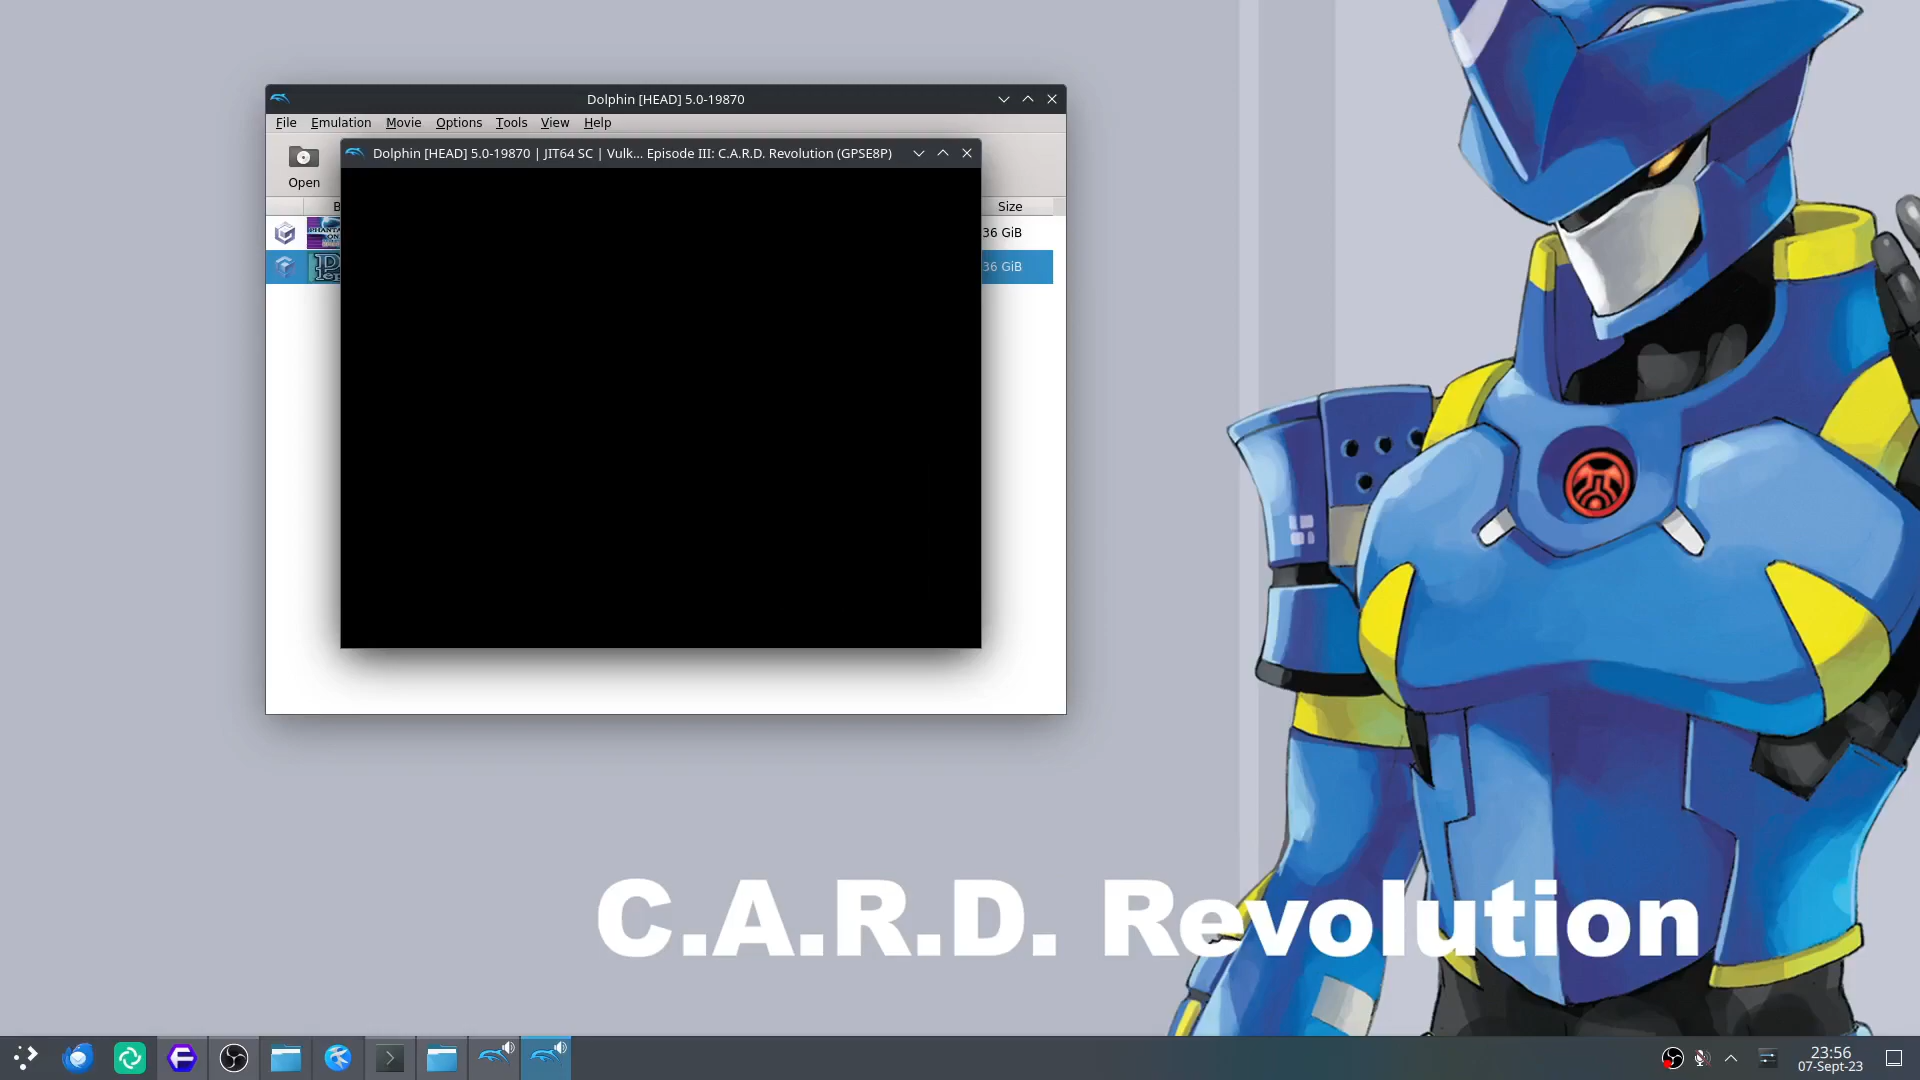 Dolphin [HEAD] 5.0-19870
File Emulation Movie Options Tools View Help
Dolphin [HEAD] 5.0-19870 | JIT64 SC | Vulk... Episode III: C.A.R.D. Revolution (GPSE8P)
Open
B
Size
36 GiB
36 GiB
C.A.R.D. Revolution
23:56
07-Sept-23